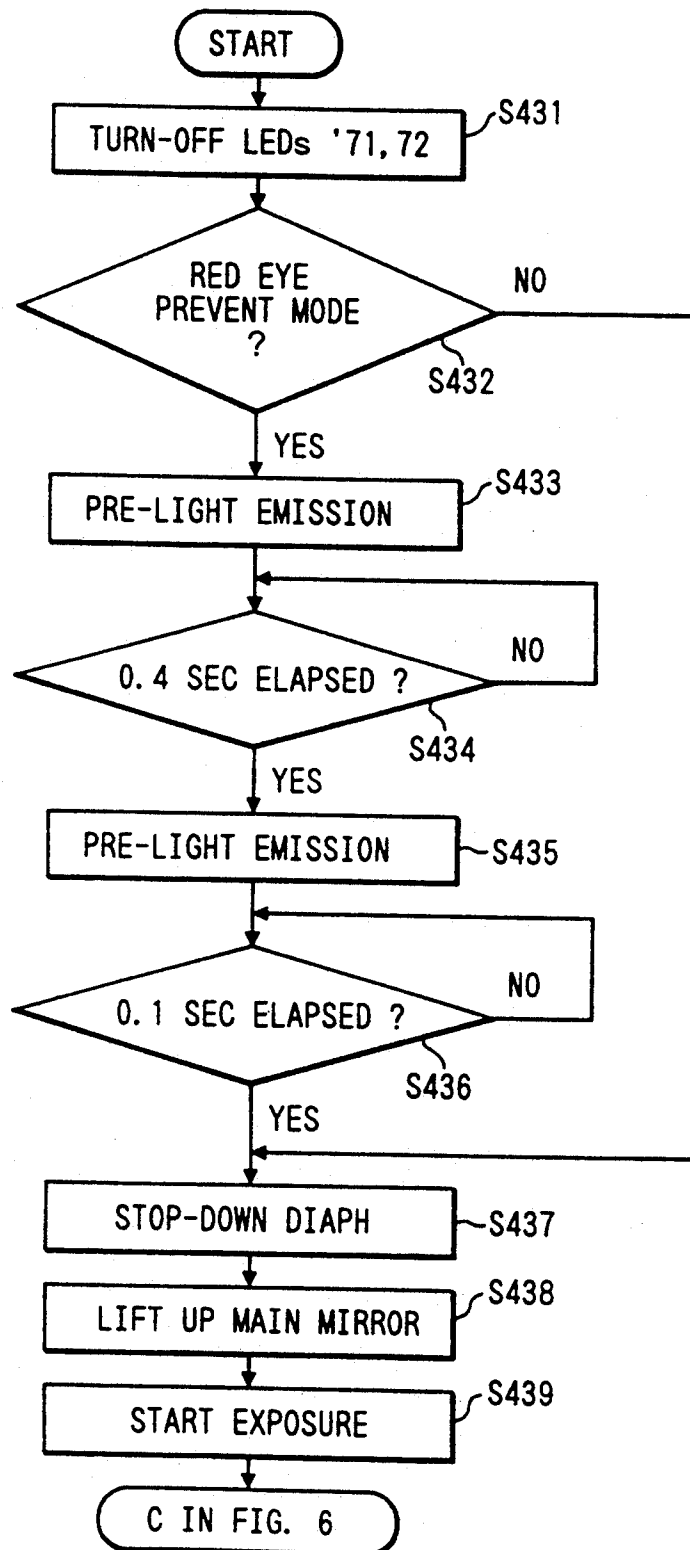 START
TURN-OFF LEDs '71, 72
S431
RED EYE
PREVENT MODE
?
NO
S432
YES
PRE-LIGHT EMISSION
S433
0.4 SEC ELAPSED ?
NO
S434
YES
PRE-LIGHT EMISSION
S435
0.1 SEC ELAPSED ?
NO
S436
YES
STOP-DOWN DIAPH
S437
LIFT UP MAIN MIRROR
S438
START EXPOSURE
S439
C IN FIG. 6